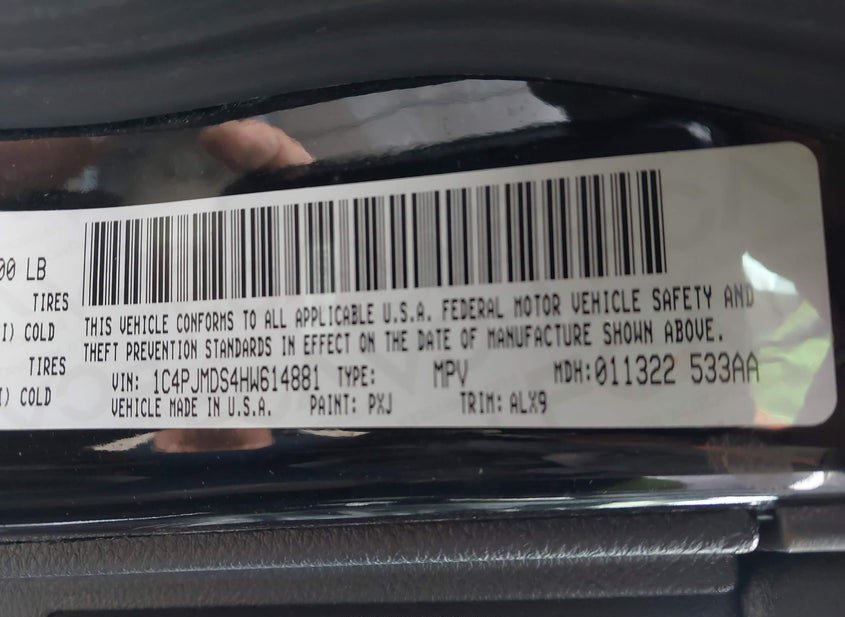 00 LB
TIRES
I) COLD
TIRES
I) COLD
THIS VEHICLE CONFORMS TO ALL APPLICABLE U.S.A. FEDERAL MOTOR VEHICLE SAFETY AND
THEFT PREVENTION STANDARDS IN EFFECT ON THE DATE OF MANUFACTURE SHOWN ABOVE.
VIN: 1C4PJMDS4HW614881 TYPE: MPV MDH:011322 533AA
VEHICLE MADE IN U.S.A. PAINT: PXJ TRIM: ALX9